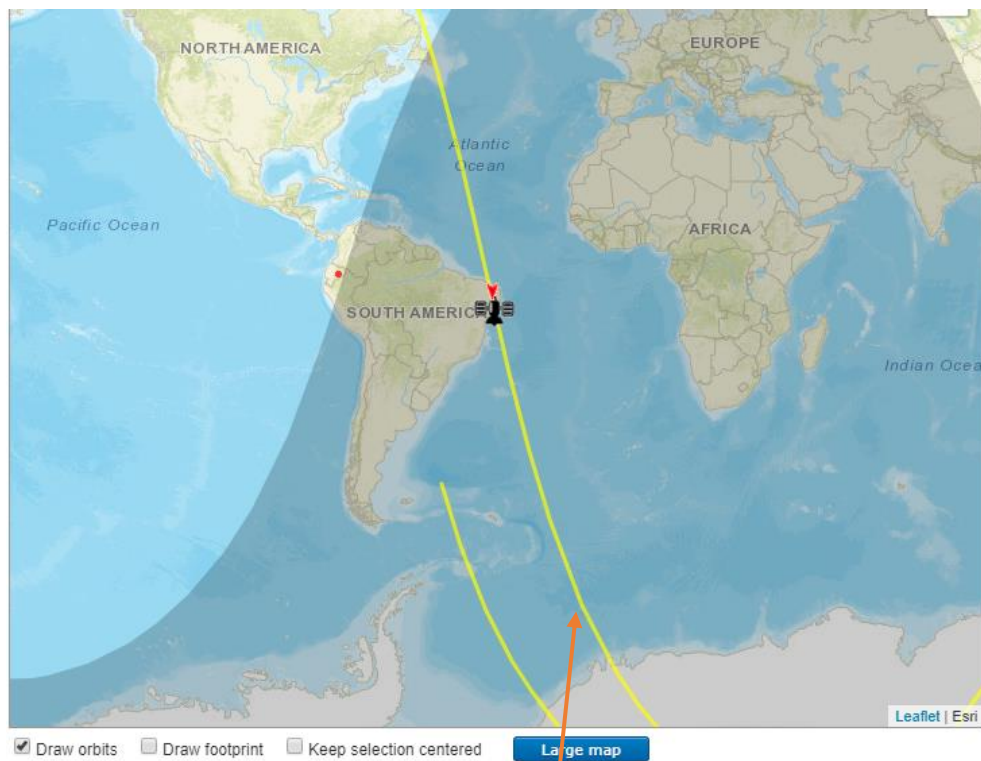 NORTH AMERICA
EUROPE
Atlantic
Ocean
Pacific Ocean
AFRICA
SOUTH AMERICA
Indian Ocea
Leaflet | Esri
Draw orbits Draw footprint Keep selection centered Large map